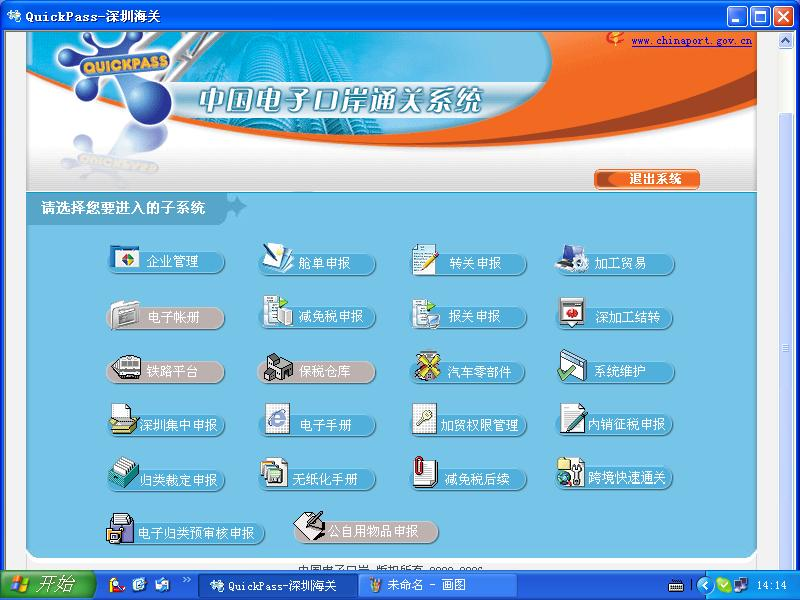 QuickPass-深圳海关
www.chinaport.gov.cn
QUICKPASS
中国电子口岸通关系统
QUICKPASS
退出系统
请选择您要进入的子系统
企业管理
舱单申报
转关申报
加工贸易
电子帐册
减免税申报
报关申报
深加工结转
铁路平台
保税仓库
汽车零部件
系统维护
深圳集中申报
电子手册
加贸权限管理
内销征税申报
归类裁定申报
无纸化手册
减免税后续
跨境快速通关
电子归类预审核申报
公自用物品申报
中国电子口岸 版权所有
开始
QuickPass-深圳海关
未命名 - 画图
14:14